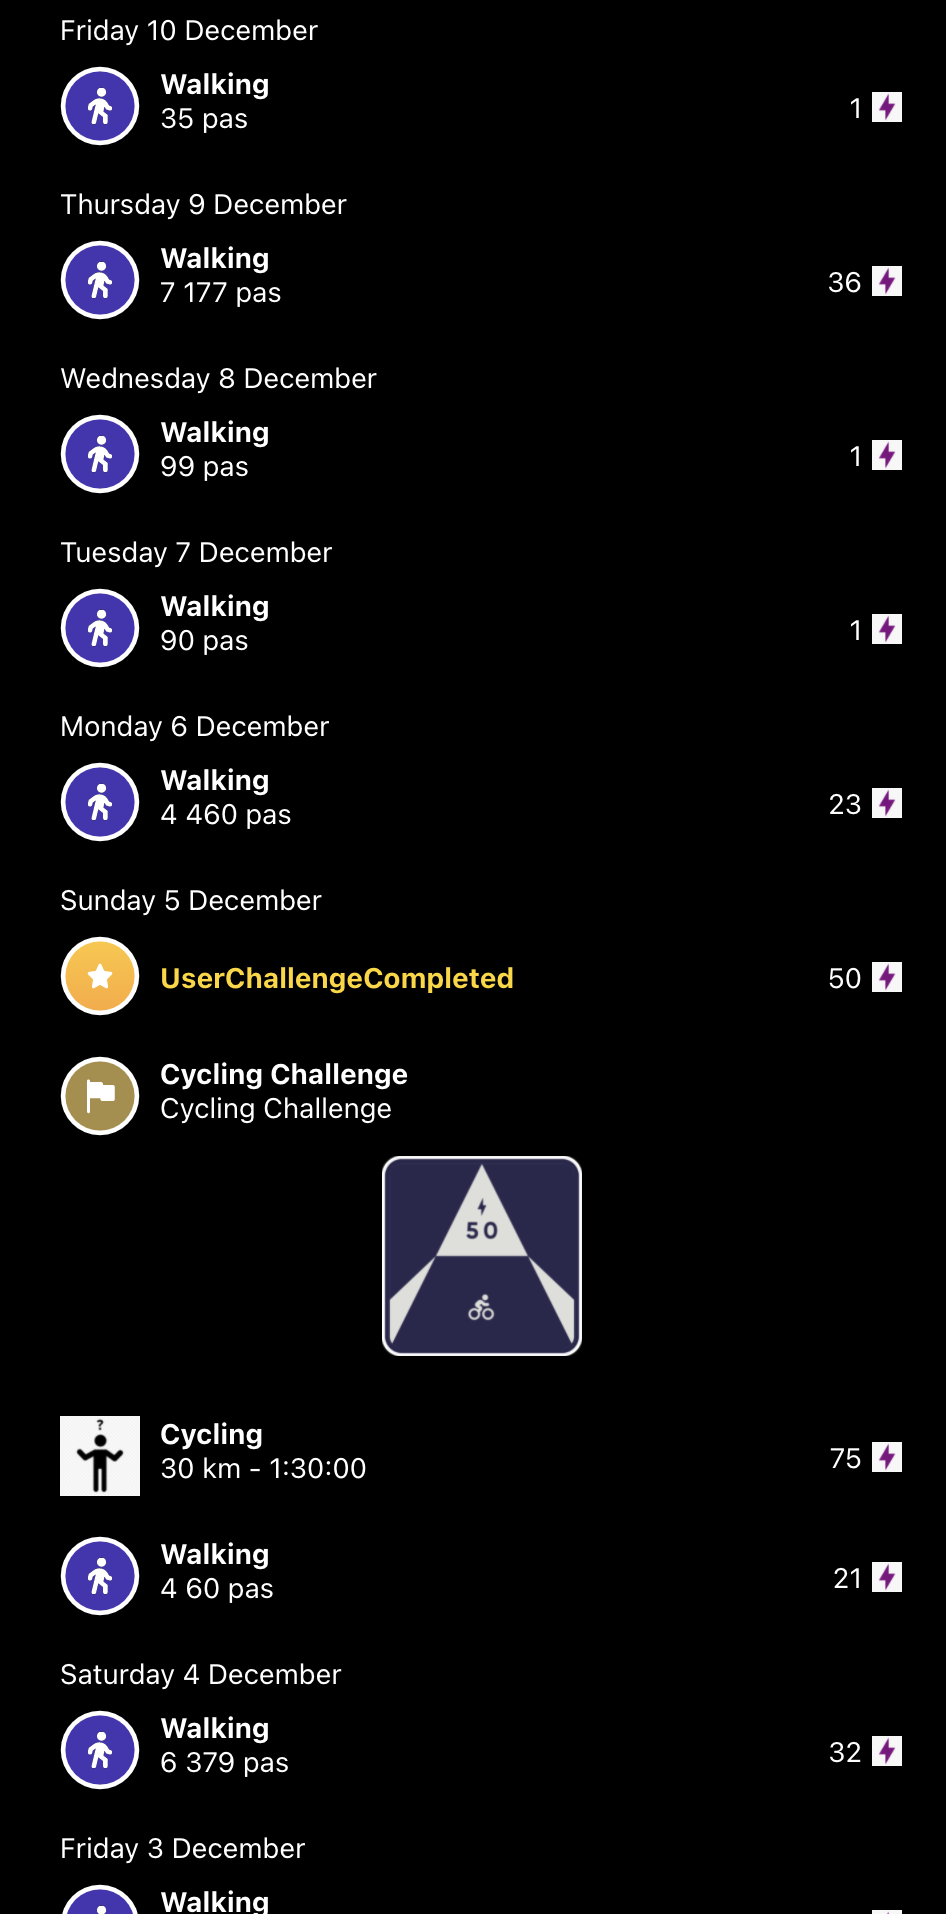 Friday 10 December
Walking
35 pas
1
Thursday 9 December
Walking
7 177 pas
36
Wednesday 8 December
Walking
99 pas
1
Tuesday 7 December
Walking
90 pas
1
Monday 6 December
Walking
4 460 pas
23
Sunday 5 December
UserChallengeCompleted
50
Cycling Challenge
Cycling Challenge
50
?
Cycling
30 km - 1:30:00
75
Walking
4 60 pas
21
Saturday 4 December
Walking
6 379 pas
32
Friday 3 December
Walking